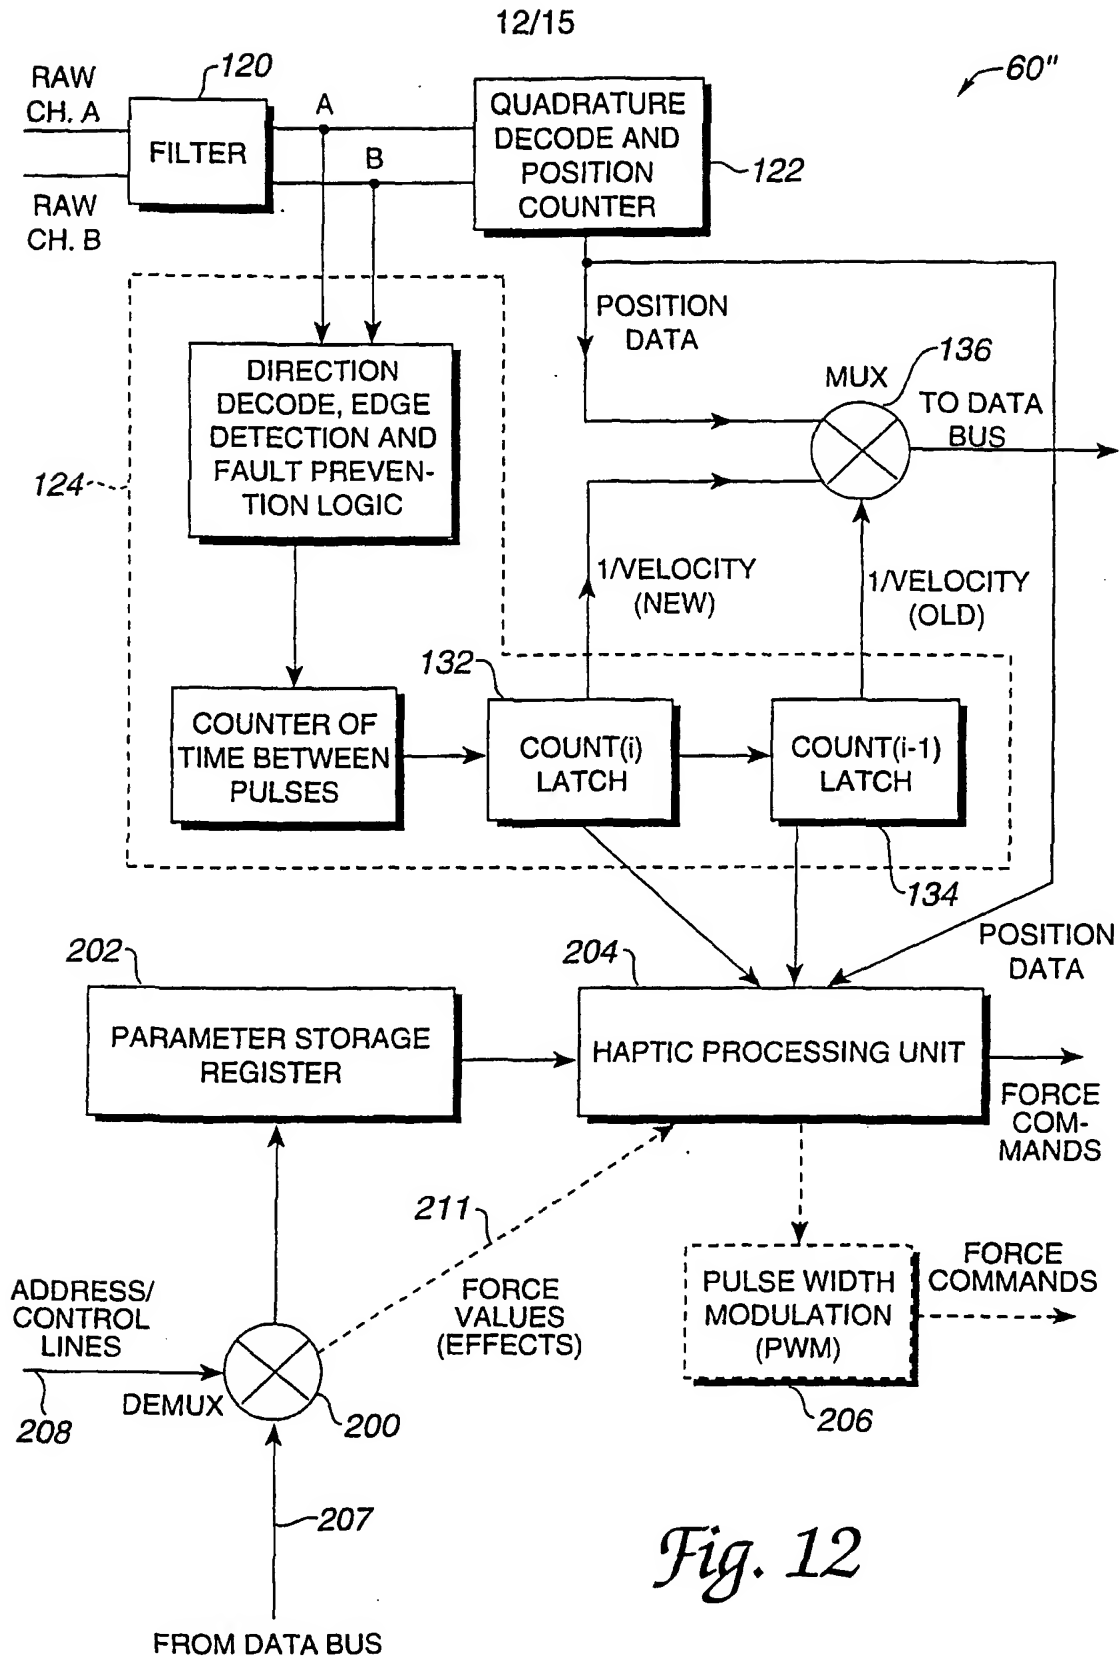 12/15
60"
RAW
CH. A
120
FILTER
A
B
RAW
CH. B
QUADRATURE
DECODE AND
POSITION
COUNTER
122
POSITION
DATA
136
MUX
TO DATA
BUS
DIRECTION
DECODE, EDGE
DETECTION AND
FAULT PREVEN-
TION LOGIC
124
1/VELOCITY
(NEW)
1/VELOCITY
(OLD)
132
COUNTER OF
TIME BETWEEN
PULSES
COUNT(i)
LATCH
COUNT(i-1)
LATCH
134
POSITION
DATA
202
PARAMETER STORAGE
REGISTER
204
HAPTIC PROCESSING UNIT
FORCE
COM-
MANDS
211
FORCE
VALUES
(EFFECTS)
PULSE WIDTH
MODULATION
(PWM)
FORCE
COMMANDS
206
ADDRESS/
CONTROL
LINES
208
DEMUX
200
207
FROM DATA BUS
Fig. 12